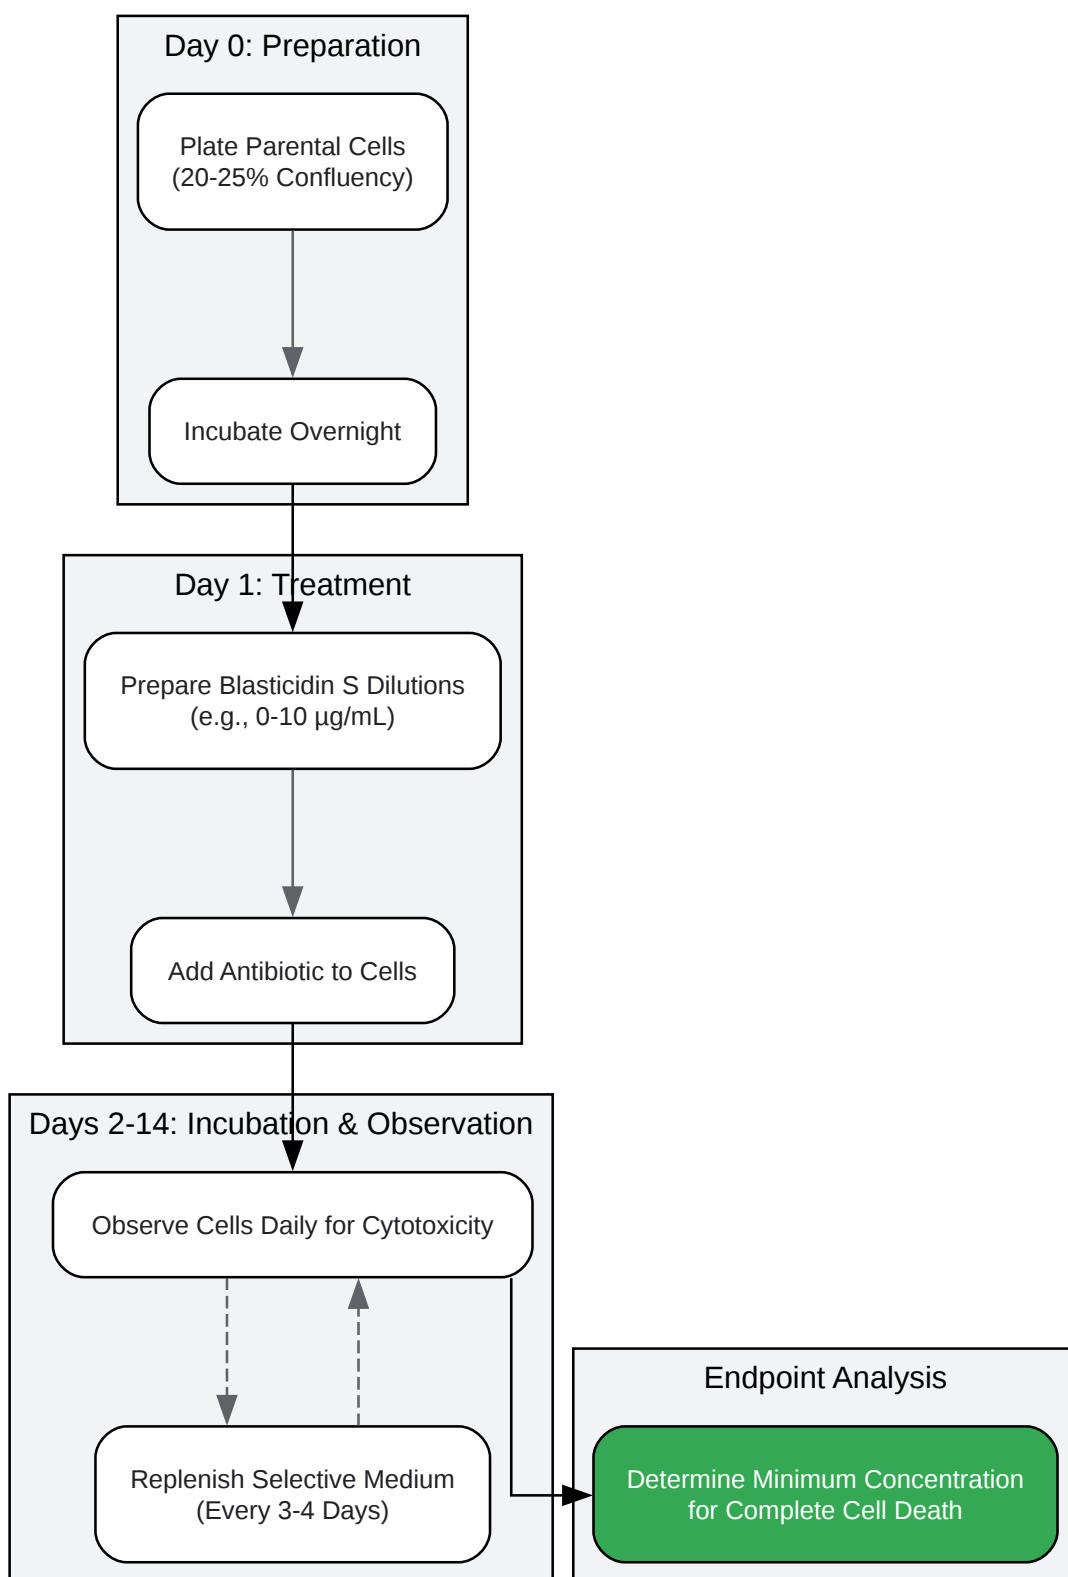 Day 0: Preparation
Plate Parental Cells
(20-25% Confluency)
Incubate Overnight
Day 1: Treatment
Prepare Blasticidin S Dilutions
(e.g., 0-10 µg/mL)
Add Antibiotic to Cells
Days 2-14: Incubation & Observation
Observe Cells Daily for Cytotoxicity
Replenish Selective Medium
(Every 3-4 Days)
Endpoint Analysis
Determine Minimum Concentration
for Complete Cell Death